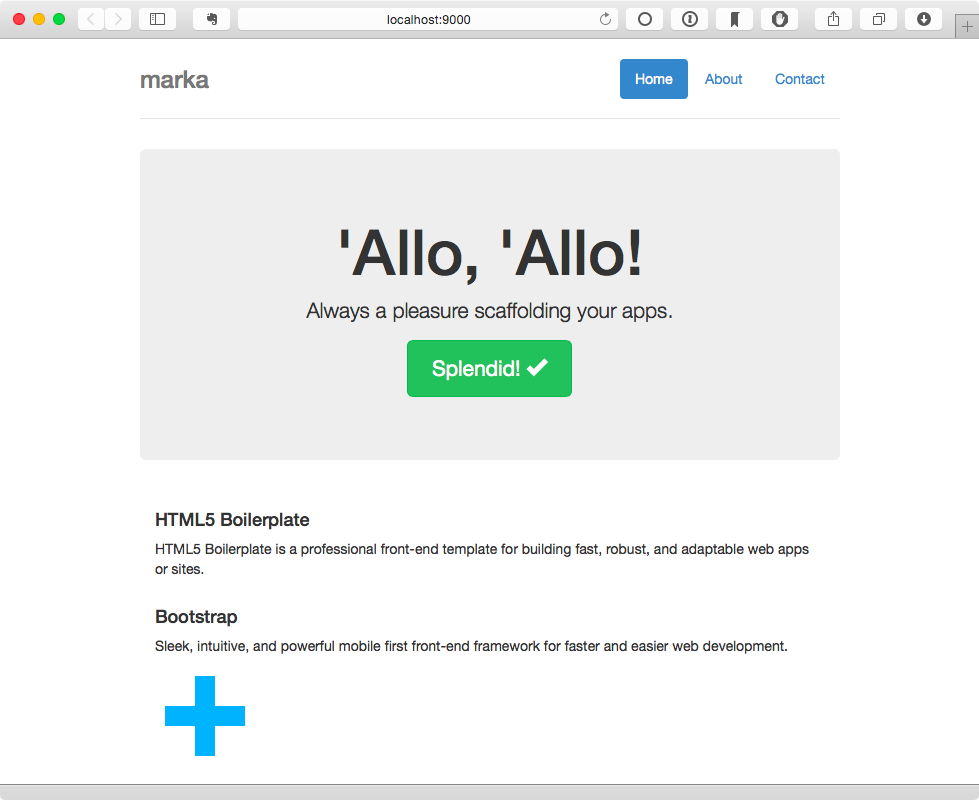 localhost:9000
marka
Home
About
Contact
'Allo, 'Allo!
Always a pleasure scaffolding your apps.
Splendid!
HTML5 Boilerplate
HTML5 Boilerplate is a professional front-end template for building fast, robust, and adaptable web apps
or sites.
Bootstrap
Sleek, intuitive, and powerful mobile first front-end framework for faster and easier web development.